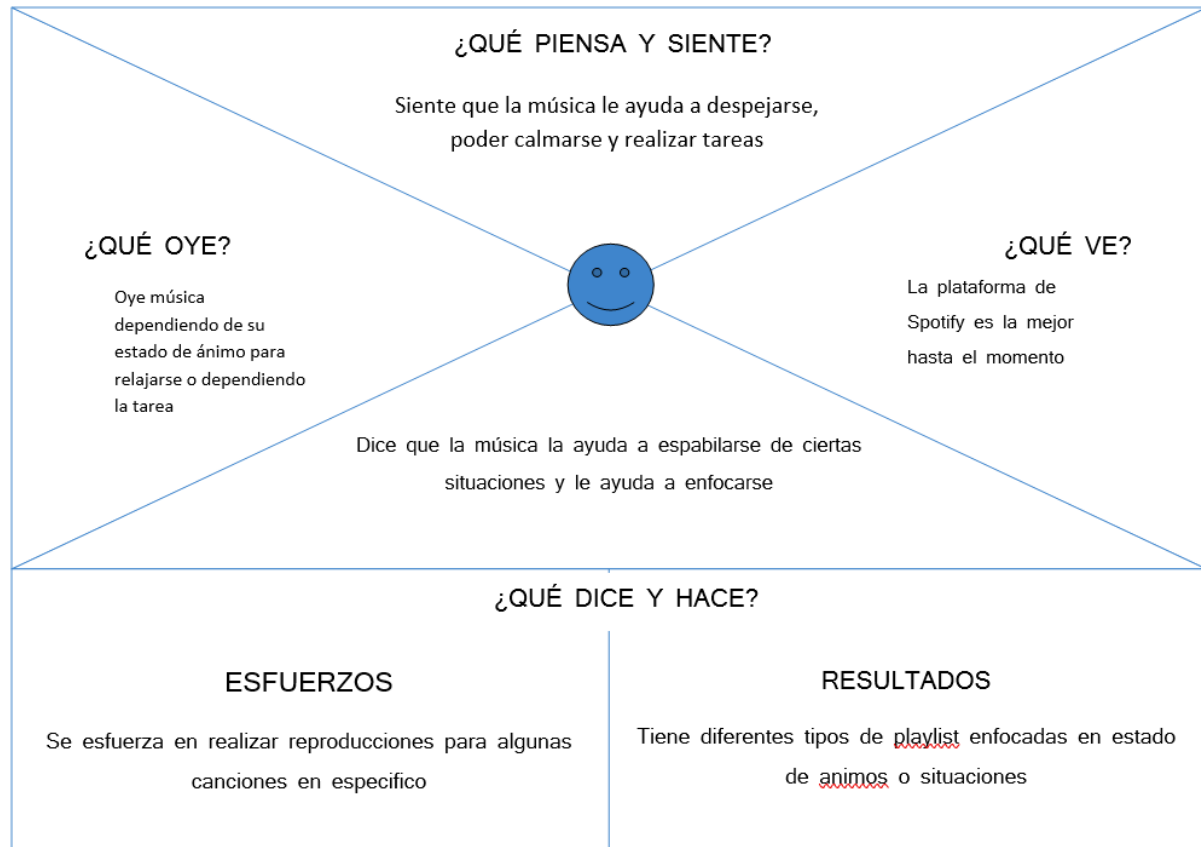 ¿QUÉ PIENSA Y SIENTE?
Siente que la música le ayuda a despejarse,
poder calmarse y realizar tareas
¿QUÉ OYE?
Oye música
dependiendo de su
estado de ánimo para
relajarse o dependiendo
la tarea
¿QUÉ VE?
La plataforma de
Spotify es la mejor
hasta el momento
Dice que la música la ayuda a espabilarse de ciertas
situaciones y le ayuda a enfocarse
¿QUÉ DICE Y HACE?
ESFUERZOS
Se esfuerza en realizar reproducciones para algunas
canciones en especifico
RESULTADOS
Tiene diferentes tipos de playlist enfocadas en estado
de animos o situaciones